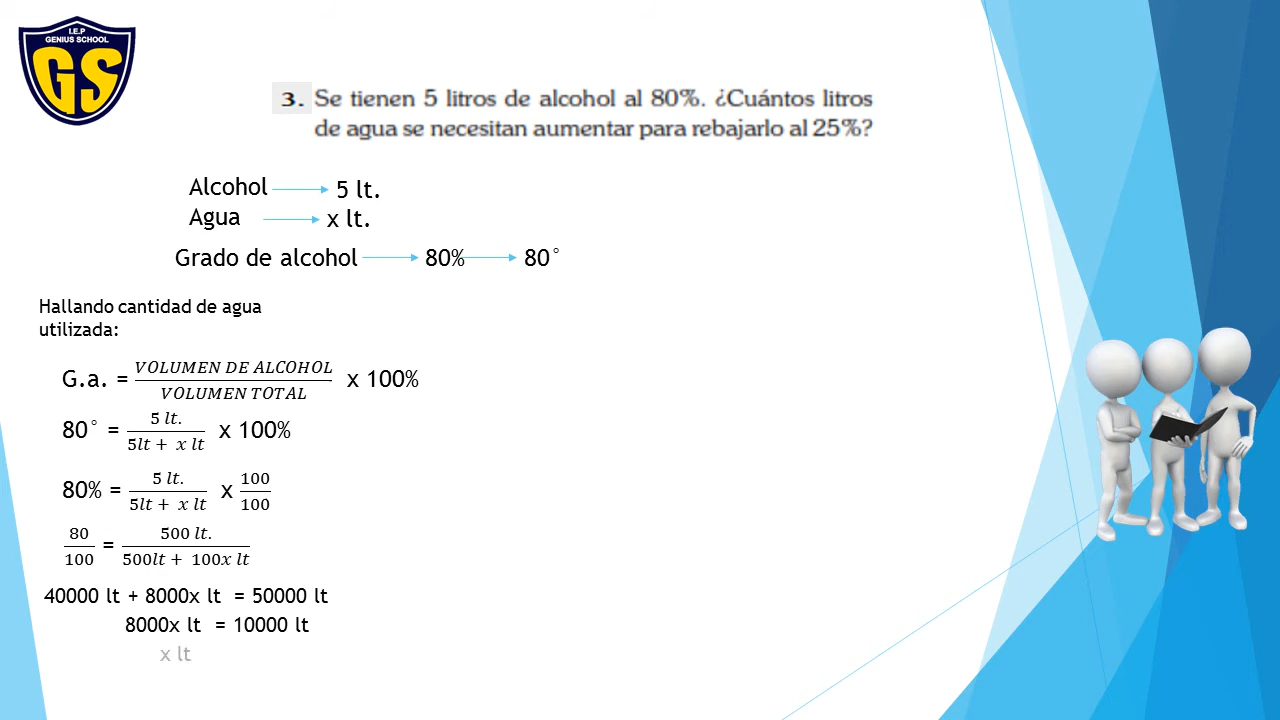 I.E.P
GENIUS SCHOOL
GS
3. Se tienen 5 litros de alcohol al 80%. ¿Cuántos litros
de agua se necesitan aumentar para rebajarlo al 25%?
Alcohol 5 lt.
Agua x lt.
Grado de alcohol 80% 80°
Hallando cantidad de agua
utilizada:
G.a. = VOLUMEN DE ALCOHOL / VOLUMEN TOTAL x 100%
80° = 5 lt. / 5lt + x lt x 100%
80% = 5 lt. / 5lt + x lt x 100 / 100
80 / 100 = 500 lt. / 500lt + 100x lt
40000 lt + 8000x lt = 50000 lt
8000x lt = 10000 lt
x lt